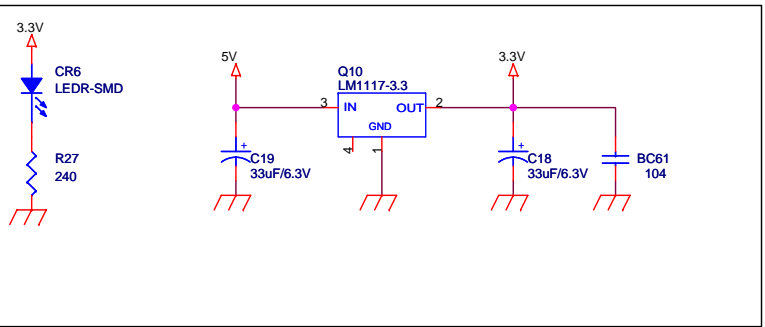 3.3V
CR6
LEDR-SMD
R27
240
5V
+
C19
33uF/6.3V
Q10
LM1117-3.3
3 IN OUT 2
GND
4 1
3.3V
+
C18
33uF/6.3V
BC61
104